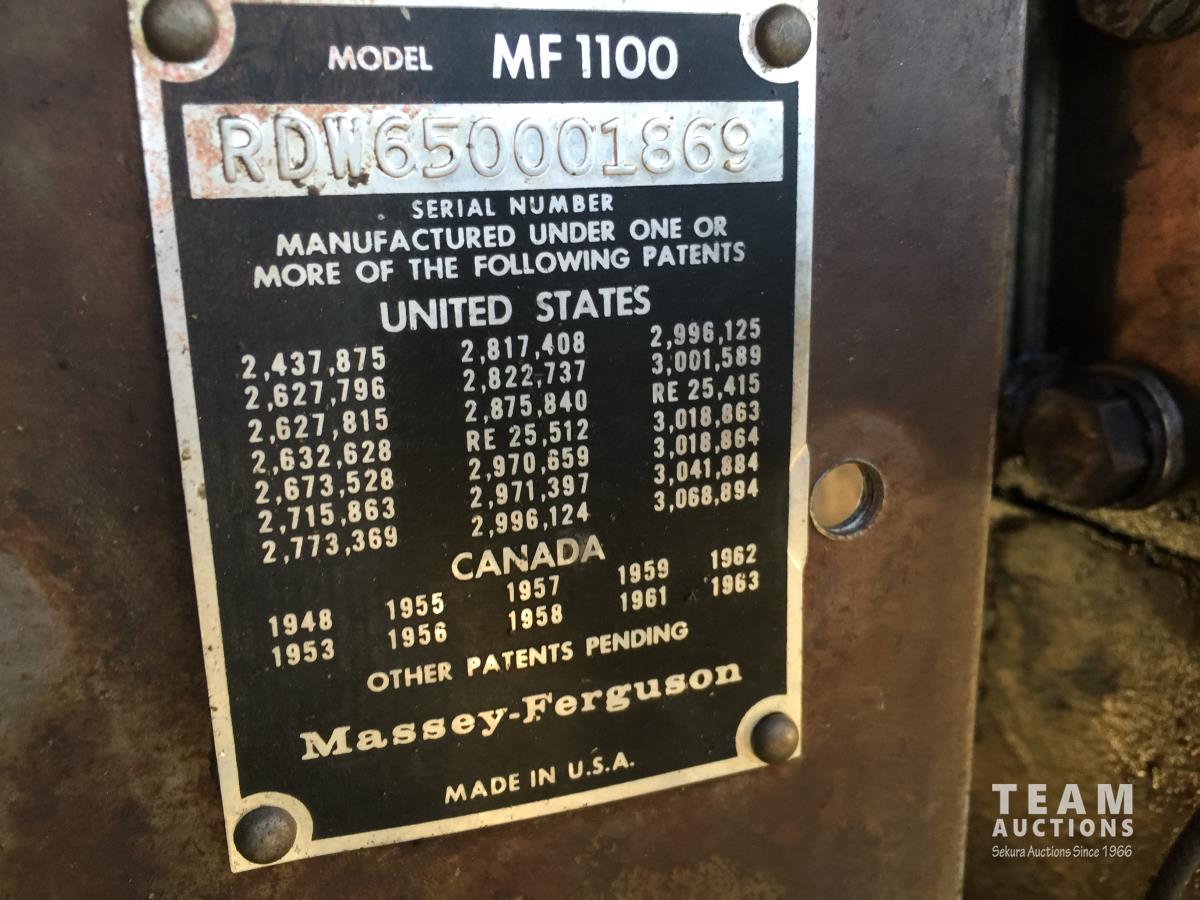 MODEL MF 1100
RDW650001869
SERIAL NUMBER
MANUFACTURED UNDER ONE OR
MORE OF THE FOLLOWING PATENTS
UNITED STATES
2,437,875 2,817,408 2,996,125
2,627,796 2,822,737 3,001,589
2,627,815 2,875,840 RE 25,415
2,632,628 RE 25,512 3,018,863
2,673,528 2,970,659 3,018,864
2,715,863 2,971,397 3,041,884
2,773,369 2,996,124 3,068,894
CANADA
1948 1955 1957 1959 1962
1953 1956 1958 1961 1963
OTHER PATENTS PENDING
Massey-Ferguson
MADE IN U.S.A.
TEAM
AUCTIONS
Sekura Auctions Since 1966